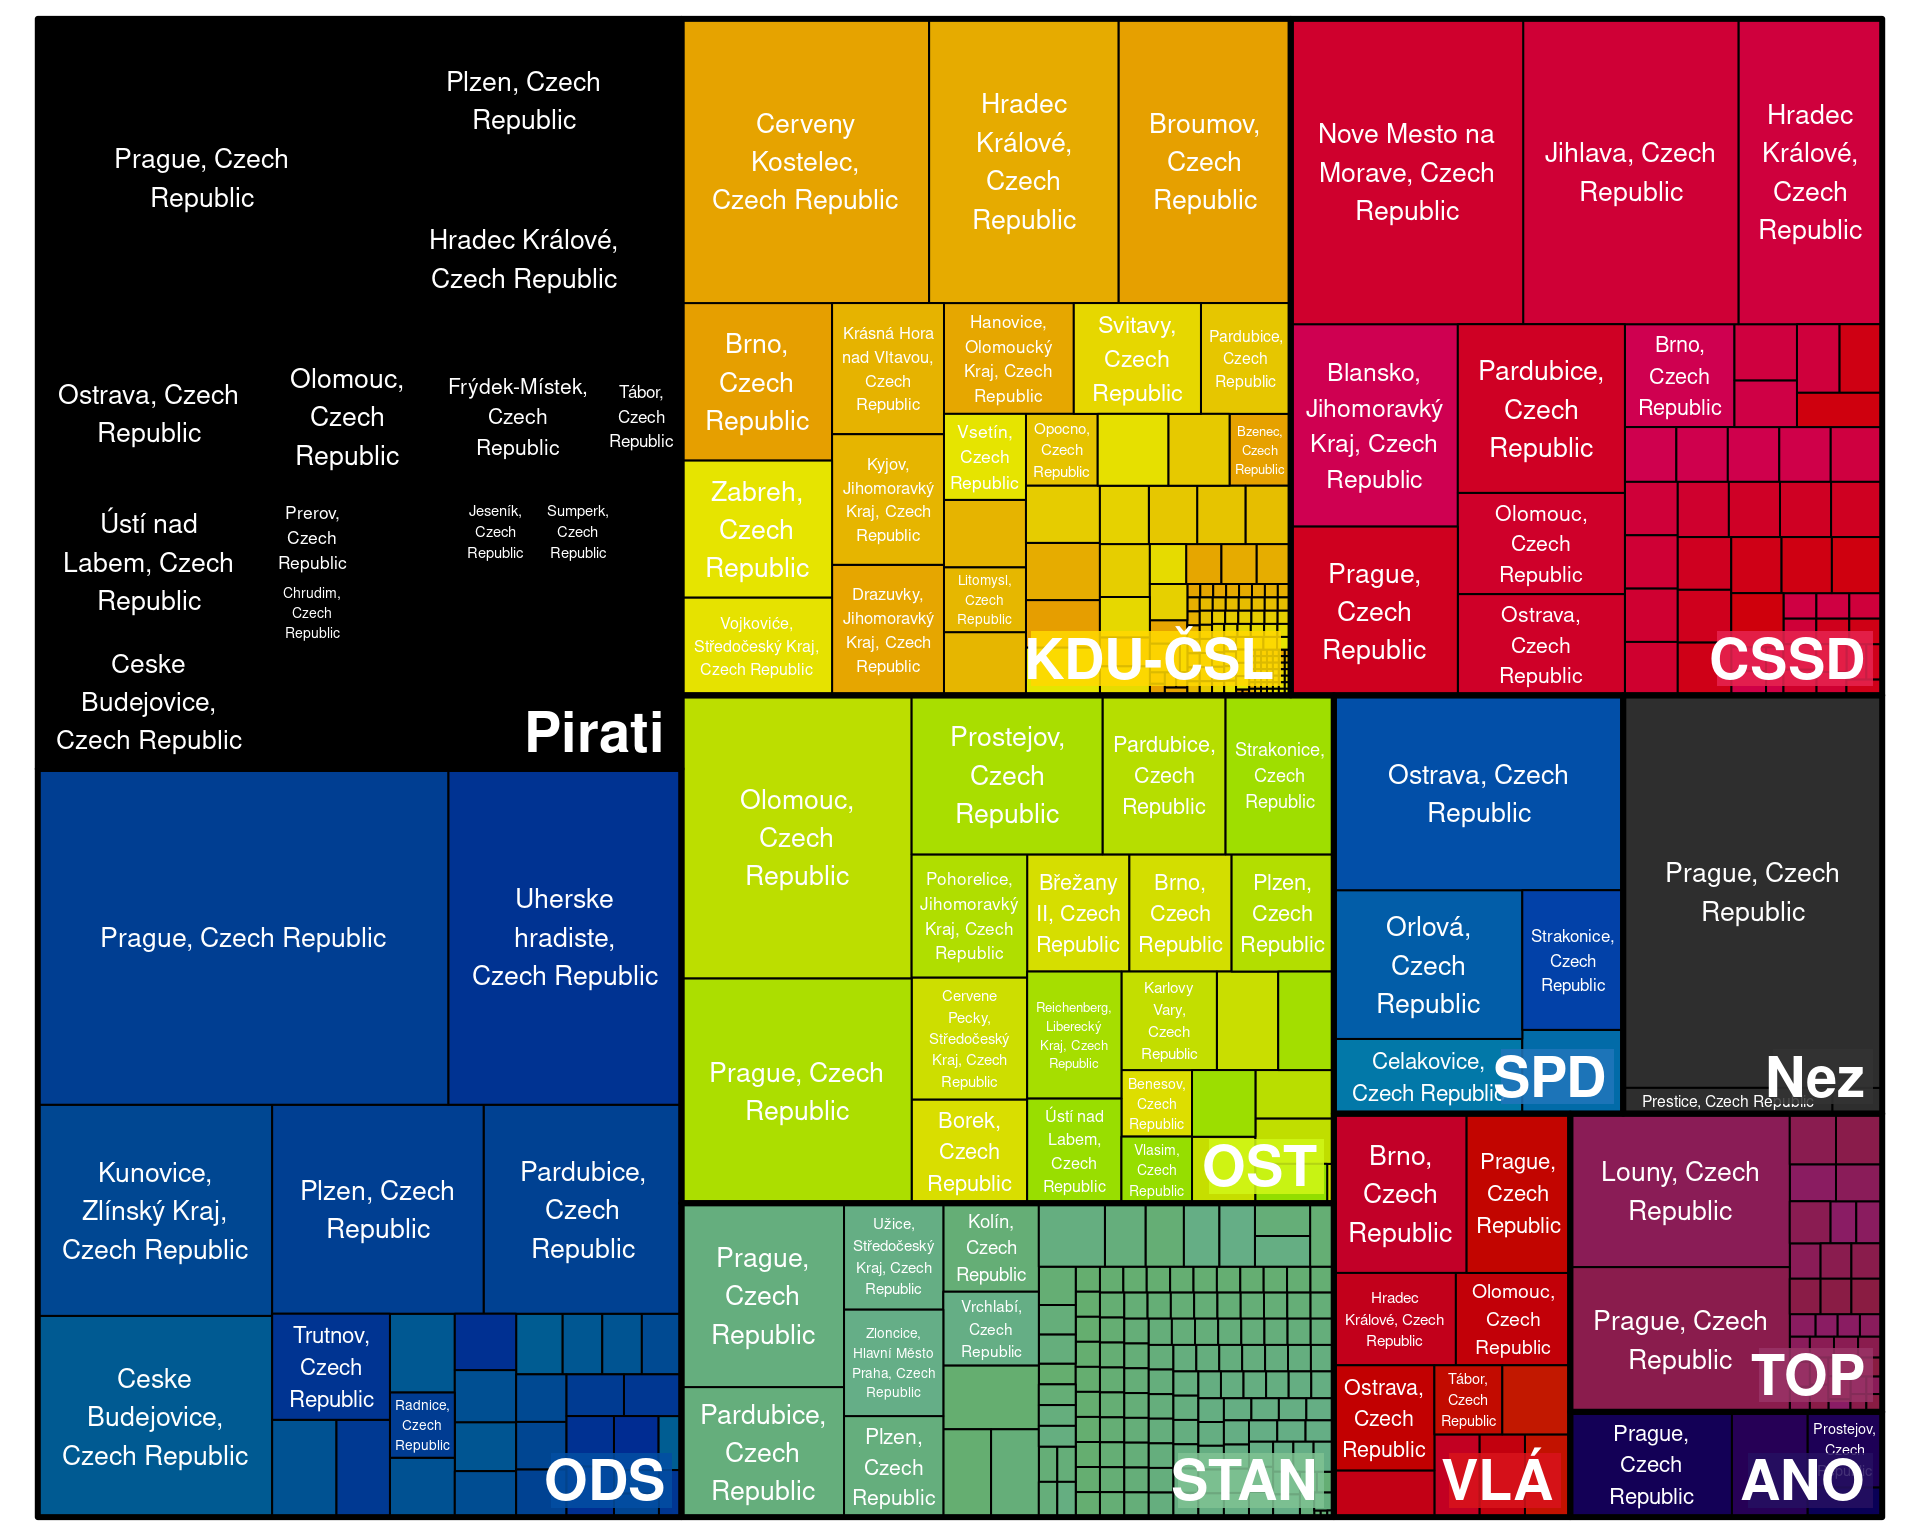 Prague, Czech
Republic
Plzen, Czech
Republic
Hradec Králové,
Czech Republic
Ostrava, Czech
Republic
Olomouc,
Czech
Republic
Frýdek-Místek,
Czech
Republic
Tábor,
Czech
Republic
Ústí nad
Labem, Czech
Republic
Prerov,
Czech
Republic
Jeseník,
Czech
Republic
Sumperk,
Czech
Republic
Chrudim,
Czech
Republic
Ceske
Budejovice,
Czech Republic
Pirati
Cerveny
Kostelec,
Czech Republic
Hradec
Králové,
Czech
Republic
Broumov,
Czech
Republic
Brno,
Czech
Republic
Krásná Hora
nad Vltavou,
Czech
Republic
Hanovice,
Olomoucký
Kraj, Czech
Republic
Svitavy,
Czech
Republic
Pardubice,
Czech
Republic
Zabreh,
Czech
Republic
Kyjov,
Jihomoravký
Kraj, Czech
Republic
Vsetín,
Czech
Republic
Opocno,
Czech
Republic
Bzenec,
Czech
Republic
Vojkoviće,
Středočeský Kraj,
Czech Republic
Drazuvky,
Jihomoravký
Kraj, Czech
Republic
Litomysl,
Czech
Republic
KDU-ČSL
Nove Mesto na
Morave, Czech
Republic
Jihlava, Czech
Republic
Hradec
Králové,
Czech
Republic
Blansko,
Jihomoravký
Kraj, Czech
Republic
Pardubice,
Czech
Republic
Brno,
Czech
Republic
Prague,
Czech
Republic
Olomouc,
Czech
Republic
Ostrava,
Czech
Republic
CSSD
Prague, Czech Republic
Uherske
hradiste,
Czech Republic
Kunovice,
Zlínský Kraj,
Czech Republic
Plzen, Czech
Republic
Pardubice,
Czech
Republic
Ceske
Budejovice,
Czech Republic
Trutnov,
Czech
Republic
Radnice,
Czech
Republic
ODS
Olomouc,
Czech
Republic
Prostejov,
Czech
Republic
Pardubice,
Czech
Republic
Strakonice,
Czech
Republic
Pohorelice,
Jihomoravký
Kraj, Czech
Republic
Břežany
II, Czech
Republic
Brno,
Czech
Republic
Plzen,
Czech
Republic
Prague, Czech
Republic
Cervene
Pecky,
Středočeský
Kraj, Czech
Republic
Reichenberg,
Liberecký
Kraj, Czech
Republic
Karlovy
Vary,
Czech
Republic
Borek,
Czech
Republic
Ústí nad
Labem,
Czech
Republic
Benesov,
Czech
Republic
Vlasim,
Czech
Republic
OST
Prague,
Czech
Republic
Užice,
Středočeský
Kraj, Czech
Republic
Kolín,
Czech
Republic
Zloncice,
Hlavní Město
Praha, Czech
Republic
Vrchlabí,
Czech
Republic
Pardubice,
Czech
Republic
Plzen,
Czech
Republic
STAN
Ostrava, Czech
Republic
Orlová,
Czech
Republic
Strakonice,
Czech
Republic
Celakovice,
Czech Republic
SPD
Prague, Czech
Republic
Prestice, Czech Republic
Nez
Brno,
Czech
Republic
Prague,
Czech
Republic
Hradec
Králové, Czech
Republic
Olomouc,
Czech
Republic
Ostrava,
Czech
Republic
Tábor,
Czech
Republic
VLÁ
Louny, Czech
Republic
Prague, Czech
Republic
TOP
Prague,
Czech
Republic
Prostejov,
Czech
Republic
ANO